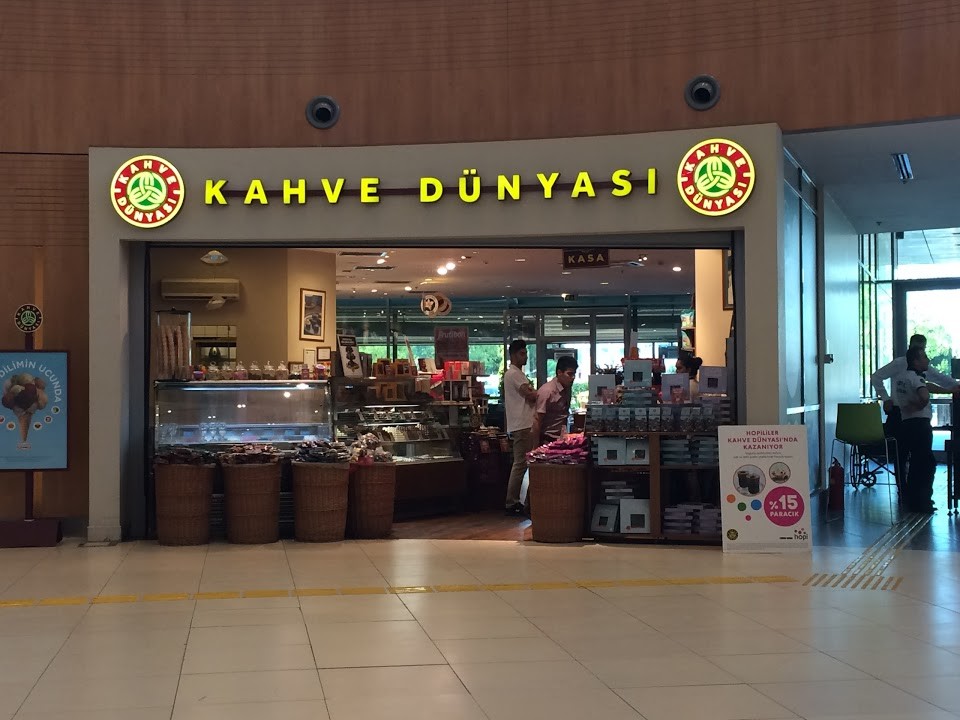 KAHVE DÜNYASI
KAHVE DÜNYASI
KAHVE DÜNYASI
KASA
DİLİMİN UCUNDA
HOPİLİLER
KAHVE DÜNYASI'NDA
KAZANIYOR
%15
PARACIK
hopi